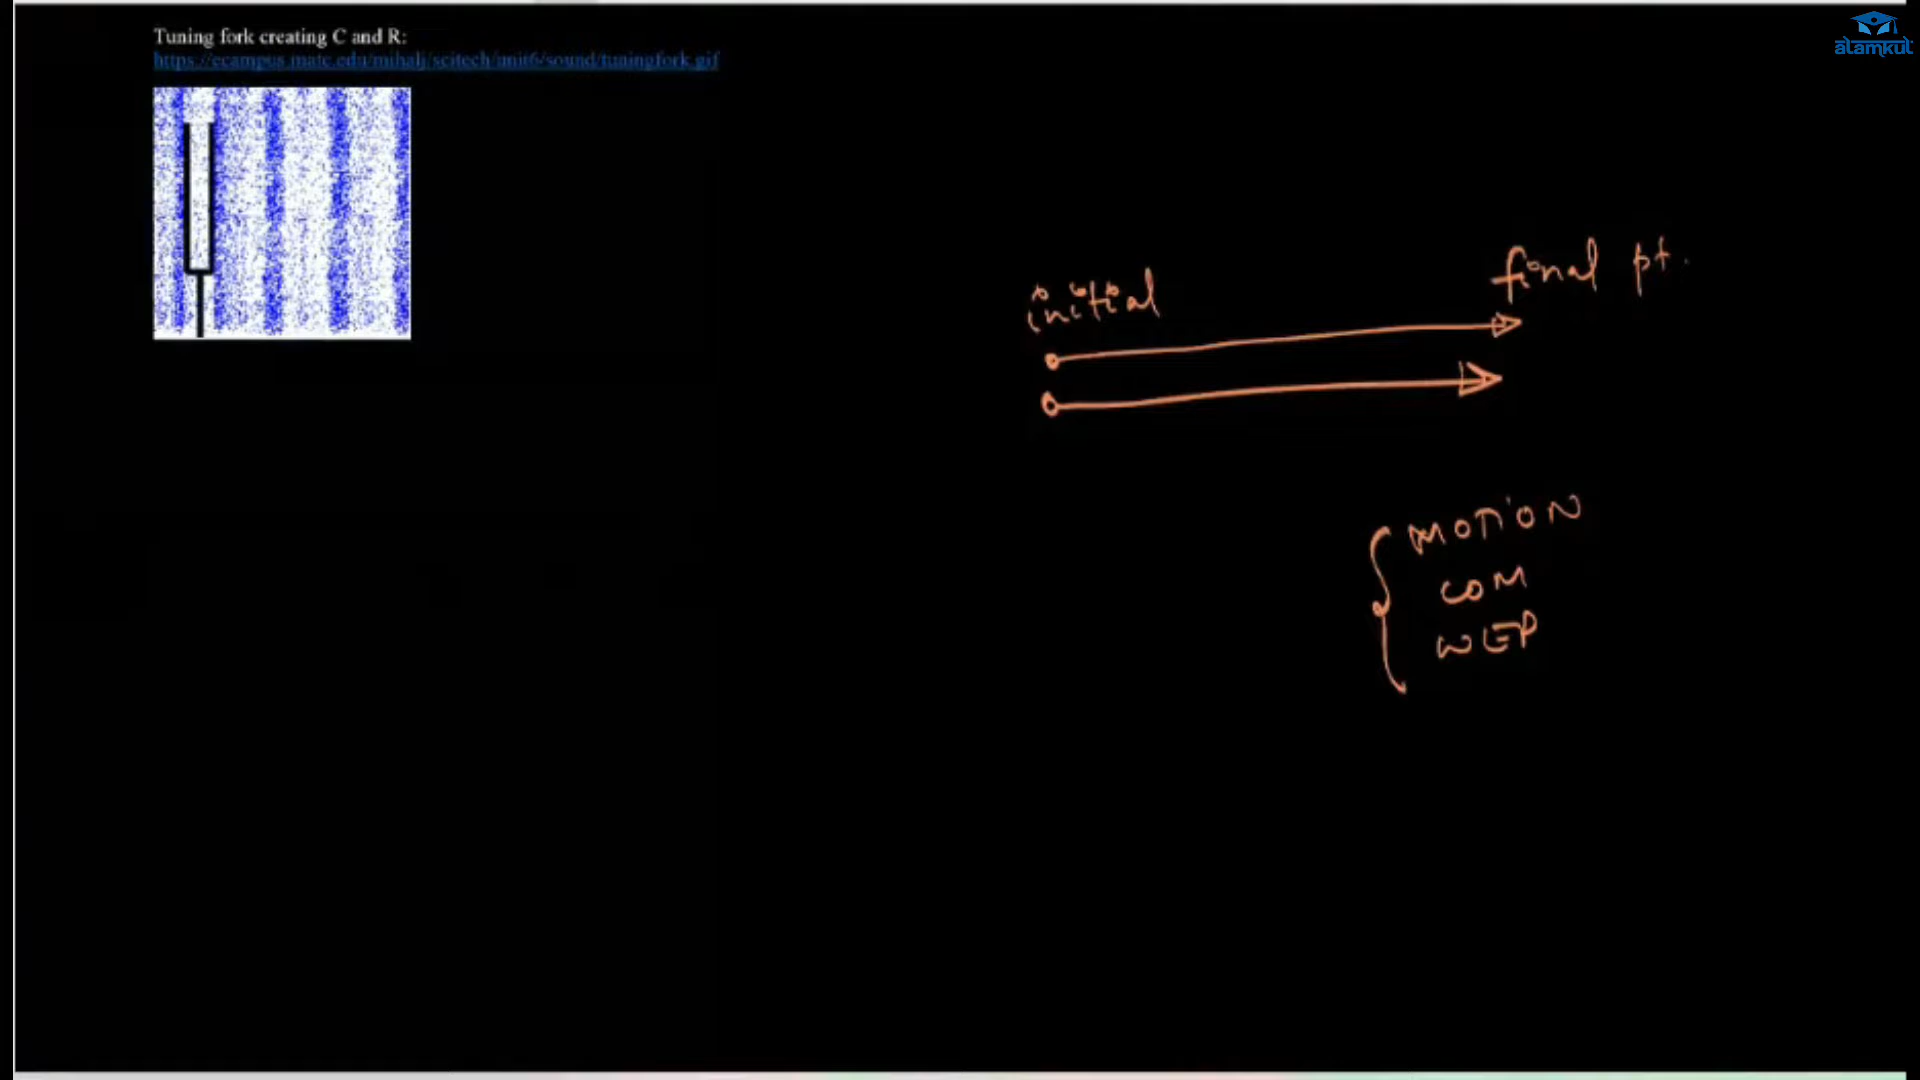 Tuning fork creating C and R:
https://ecampus.matc.edu/mihalj/scitech/unit6/sound/tuningfork.gif
alamkut
initial
final pt.
MOTION
COM
WEP